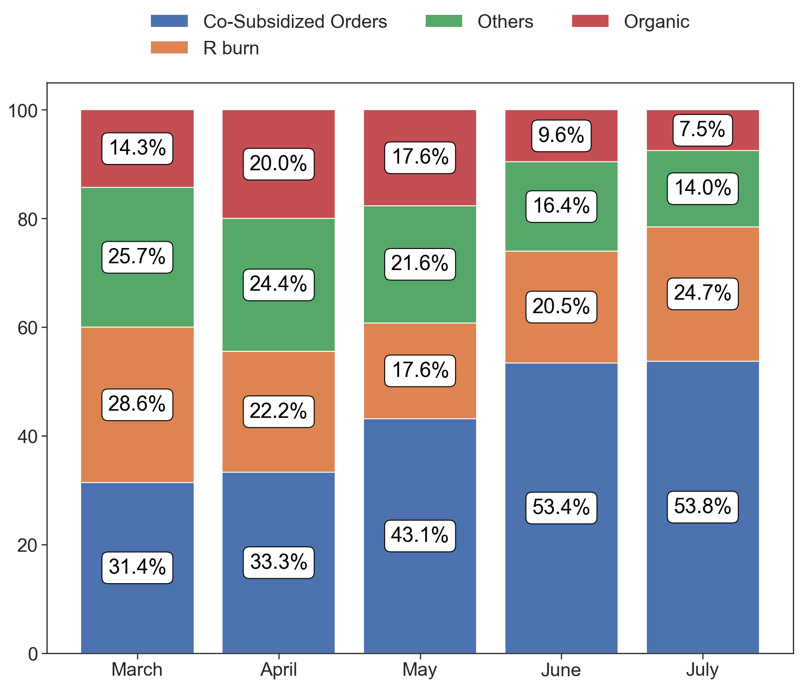 Co-Subsidized Orders Others Organic
R burn
100
14.3% 20.0% 17.6% 9.6% 7.5%
80
25.7% 24.4% 21.6% 16.4% 14.0%
60
28.6% 22.2% 17.6% 20.5% 24.7%
40
31.4% 33.3% 43.1% 53.4% 53.8%
20
0
March April May June July